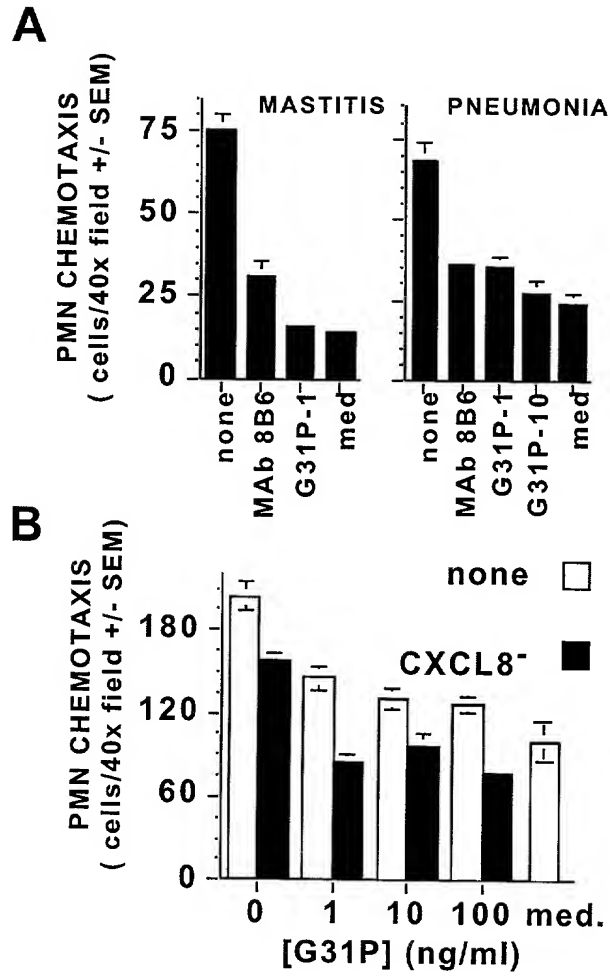 A
PMN CHEMOTAXIS
( cells/40x field +/- SEM)
75
50
25
0
MASTITIS
PNEUMONIA
none
MAb 8B6
G31P-1
med
none
MAb 8B6
G31P-1
G31P-10
med
B
PMN CHEMOTAXIS
( cells/40x field +/- SEM)
180
120
60
0
none
CXCL8-
0 1 10 100 med.
[G31P] (ng/ml)